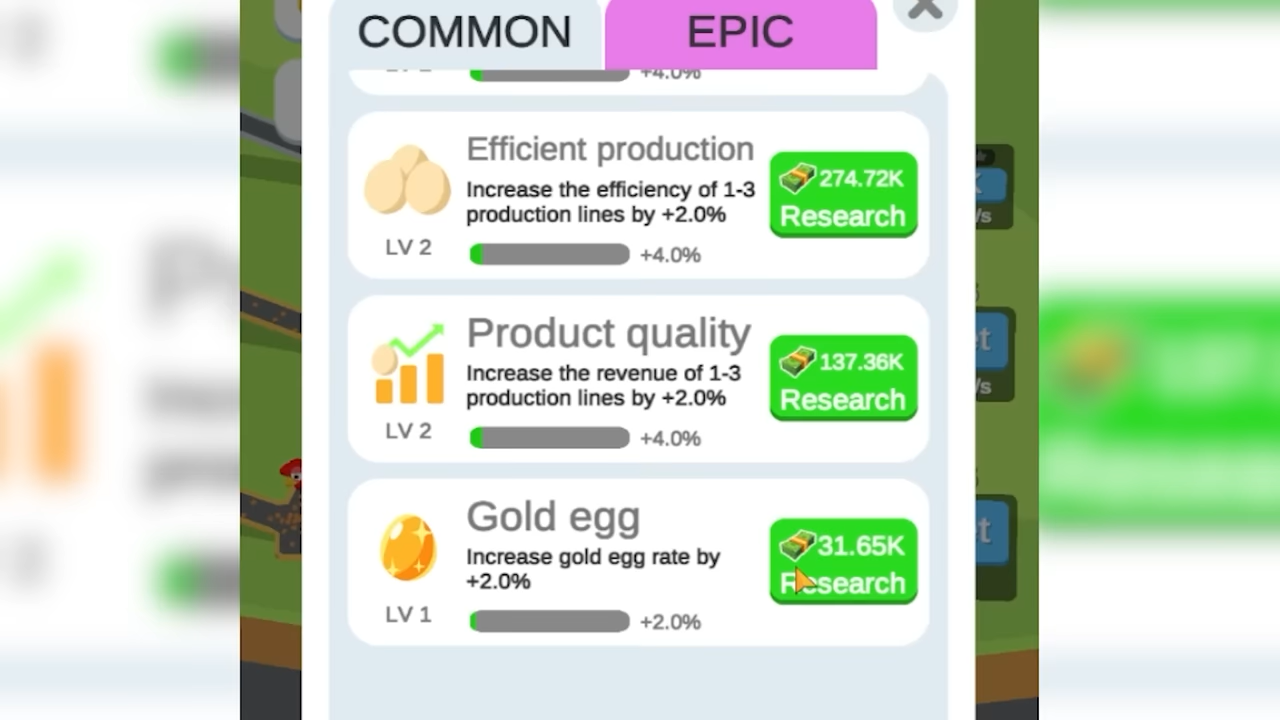 COMMON
EPIC
+4.0%
Efficient production
Increase the efficiency of 1-3
production lines by +2.0%
LV 2
+4.0%
274.72K
Research
Product quality
Increase the revenue of 1-3
production lines by +2.0%
LV 2
+4.0%
137.36K
Research
Gold egg
Increase gold egg rate by
+2.0%
LV 1
+2.0%
31.65K
Research